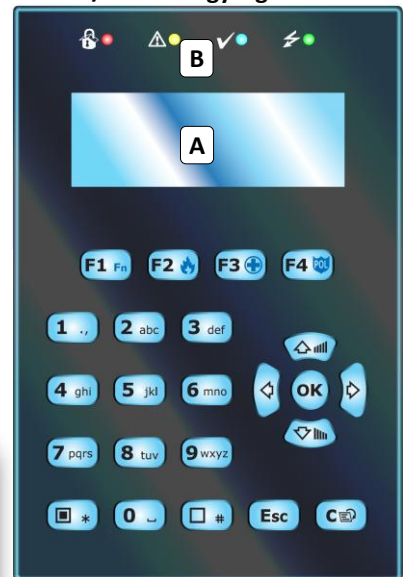 B
A
F1 Fn F2 F3 F4 POL
1 ., 2 abc 3 def
4 ghi 5 jkl 6 mno OK
7 pqrs 8 tuv 9 wxyz
* 0 # Esc C